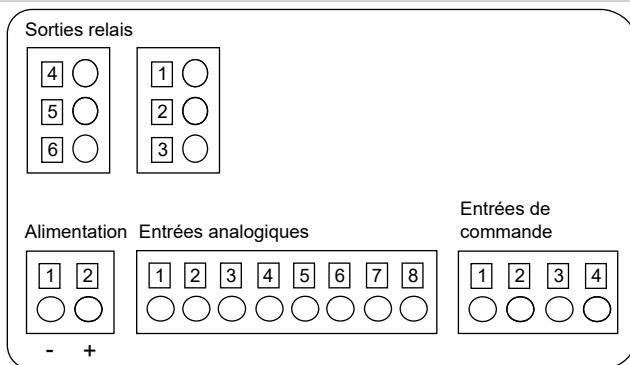 Sorties relais
4 1
5 2
6 3
Entrées de
commande
Alimentation Entrées analogiques
1 2 1 2 3 4 5 6 7 8 1 2 3 4
- +